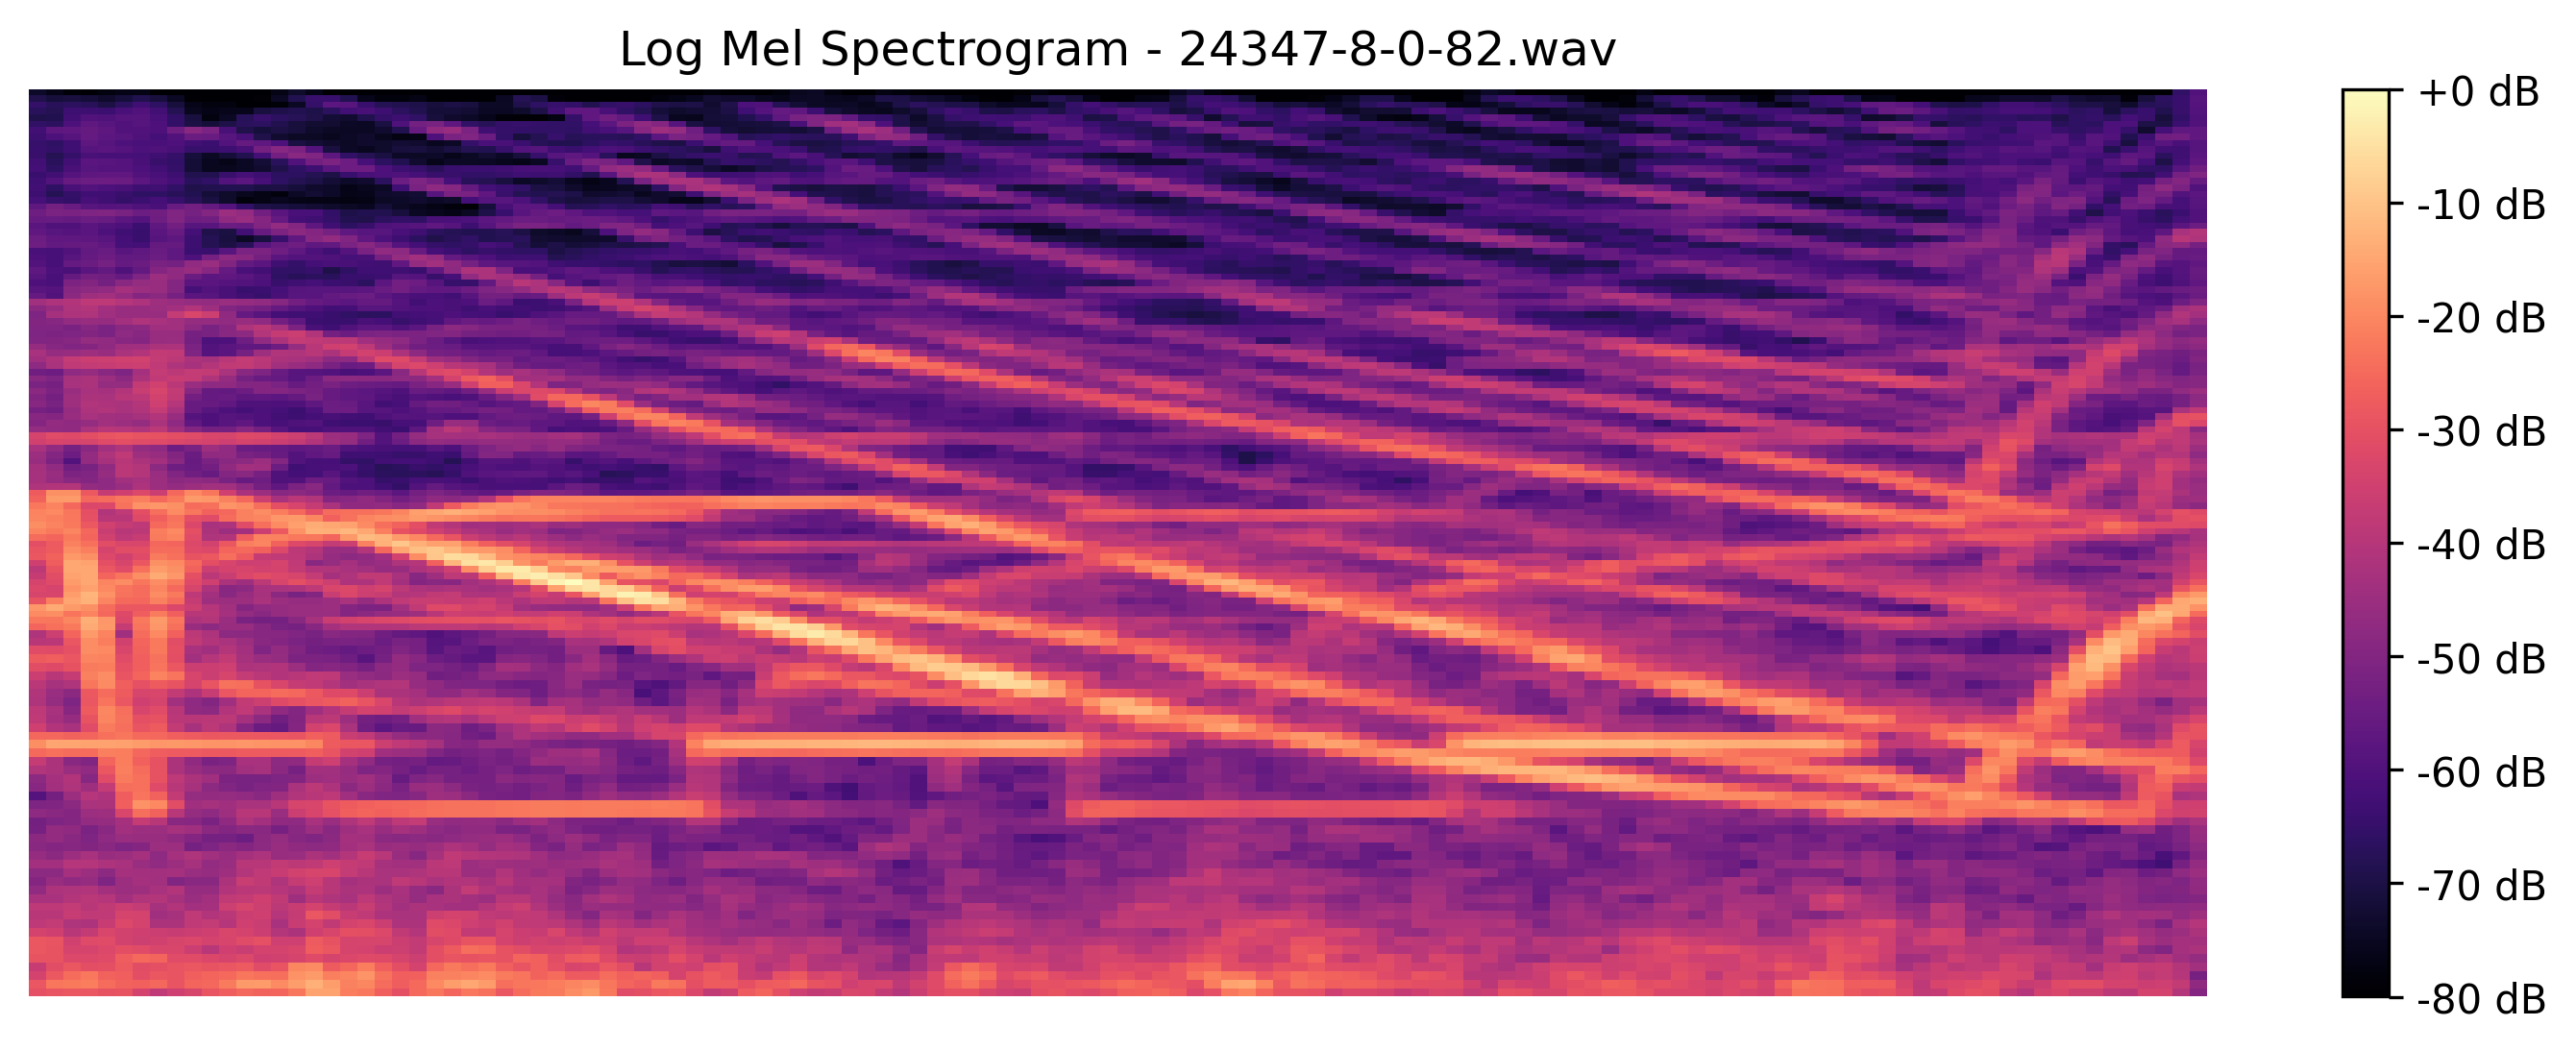 Log Mel Spectrogram - 24347-8-0-82.wav
+0 dB
-10 dB
-20 dB
-30 dB
-40 dB
-50 dB
-60 dB
-70 dB
-80 dB